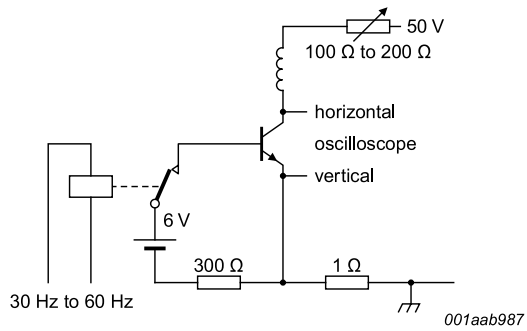 50 V
100 Ω to 200 Ω
horizontal
oscilloscope
vertical
6 V
300 Ω
1 Ω
30 Hz to 60 Hz
001aab987